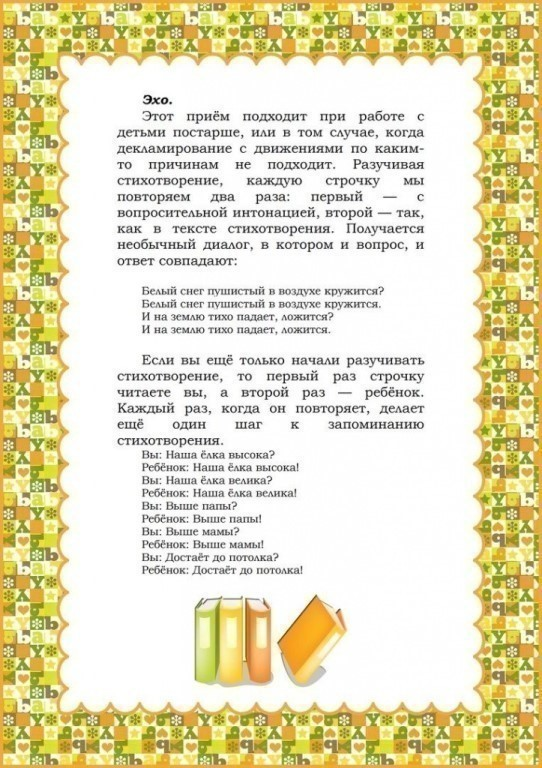 Эхо.
Этот приём подходит при работе с
детьми постарше, или в том случае, когда
декламирование с движениями по каким-
то причинам не подходит. Разучивая
стихотворение, каждую строчку мы
повторяем два раза: первый — с
вопросительной интонацией, второй — так,
как в тексте стихотворения. Получается
необычный диалог, в котором и вопрос, и
ответ совпадают:
Белый снег пушистый в воздухе кружится?
Белый снег пушистый в воздухе кружится.
И на землю тихо падает, ложится?
И на землю тихо падает, ложится.
Если вы ещё только начали разучивать
стихотворение, то первый раз строчку
читаете вы, а второй раз — ребёнок.
Каждый раз, когда он повторяет, делает
ещё один шаг к запоминанию
стихотворения.
Вы: Наша ёлка высока?
Ребёнок: Наша ёлка высока!
Вы: Наша ёлка велика?
Ребёнок: Наша ёлка велика!
Вы: Выше папы?
Ребёнок: Выше папы!
Вы: Выше мамы?
Ребёнок: Выше мамы!
Вы: Достаёт до потолка?
Ребёнок: Достаёт до потолка!